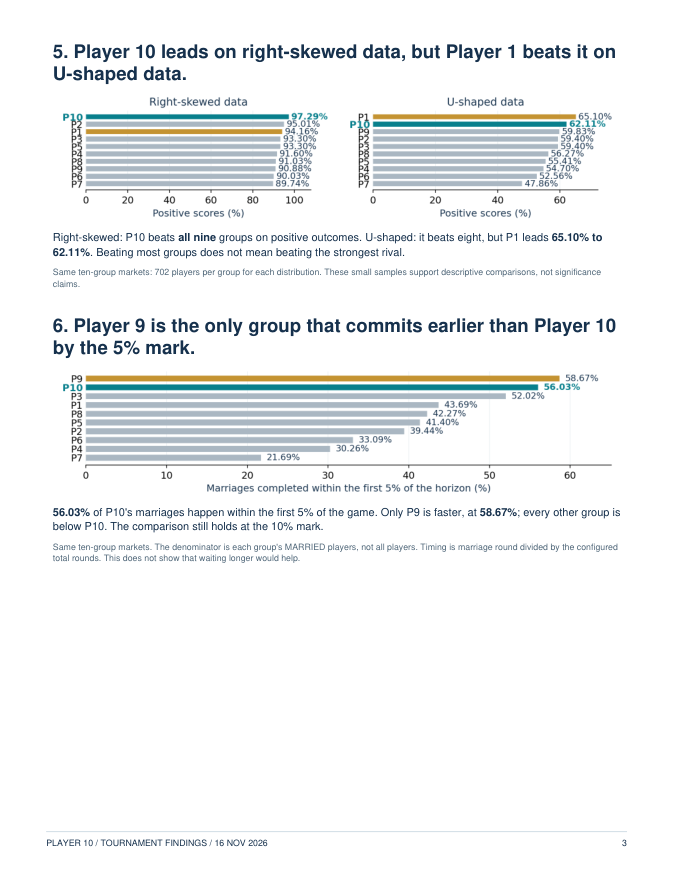 5. Player 10 leads on right-skewed data, but Player 1 beats it on
U-shaped data.
Right-skewed data
P10 97.29%
P2 95.01%
P1 94.16%
P3 93.30%
P5 93.30%
P4 91.60%
P8 91.03%
P9 90.88%
P6 90.03%
P7 89.74%
0 20 40 60 80 100
Positive scores (%)
U-shaped data
P1 65.10%
P10 62.11%
P9 59.83%
P2 59.40%
P3 59.40%
P8 56.27%
P5 55.41%
P4 54.70%
P6 52.56%
P7 47.86%
0 20 40 60
Positive scores (%)
Right-skewed: P10 beats all nine groups on positive outcomes. U-shaped: it beats eight, but P1 leads 65.10% to
62.11%. Beating most groups does not mean beating the strongest rival.
Same ten-group markets: 702 players per group for each distribution. These small samples support descriptive comparisons, not significance
claims.
6. Player 9 is the only group that commits earlier than Player 10
by the 5% mark.
P9 58.67%
P10 56.03%
P3 52.02%
P1 43.69%
P8 42.27%
P5 41.40%
P2 39.44%
P6 33.09%
P4 30.26%
P7 21.69%
0 10 20 30 40 50 60
Marriages completed within the first 5% of the horizon (%)
56.03% of P10's marriages happen within the first 5% of the game. Only P9 is faster, at 58.67%; every other group is
below P10. The comparison still holds at the 10% mark.
Same ten-group markets. The denominator is each group's MARRIED players, not all players. Timing is marriage round divided by the configured
total rounds. This does not show that waiting longer would help.
PLAYER 10 / TOURNAMENT FINDINGS / 16 NOV 2026 3